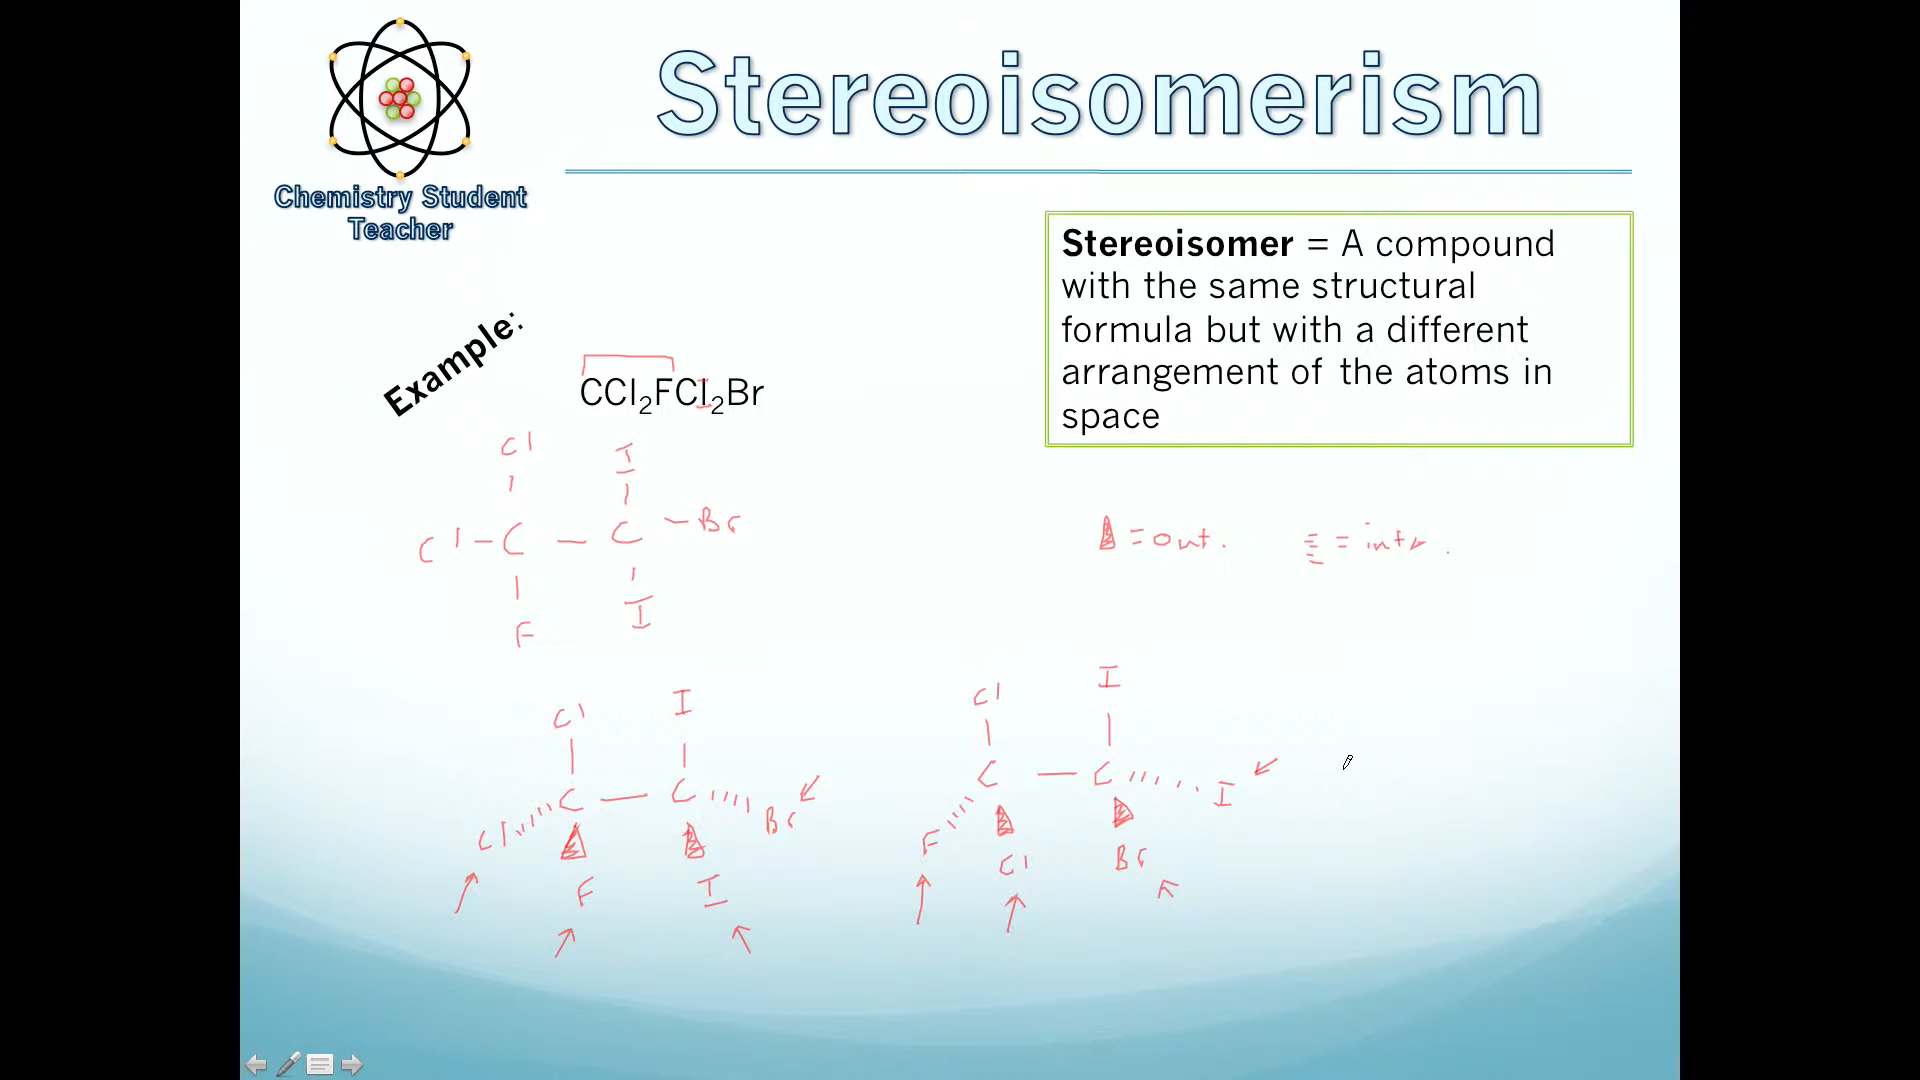 Stereoisomerism
Chemistry Student
Teacher
Stereoisomer = A compound
with the same structural
formula but with a different
arrangement of the atoms in
space
Example:
CCl₂FCI₂Br
Cl I
Cl - C - C - Br
F I
= out. = into.
Cl I
C C
Cl Br
F I
Cl I
C C I
F Cl Br